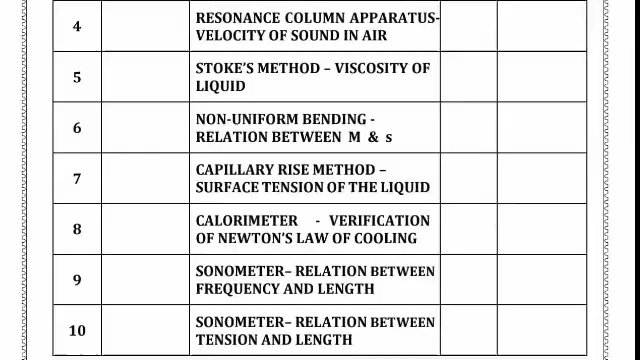 4
RESONANCE COLUMN APPARATUS-
VELOCITY OF SOUND IN AIR
5
STOKE'S METHOD – VISCOSITY OF
LIQUID
6
NON-UNIFORM BENDING -
RELATION BETWEEN M & s
7
CAPILLARY RISE METHOD –
SURFACE TENSION OF THE LIQUID
8
CALORIMETER - VERIFICATION
OF NEWTON'S LAW OF COOLING
9
SONOMETER– RELATION BETWEEN
FREQUENCY AND LENGTH
10
SONOMETER– RELATION BETWEEN
TENSION AND LENGTH